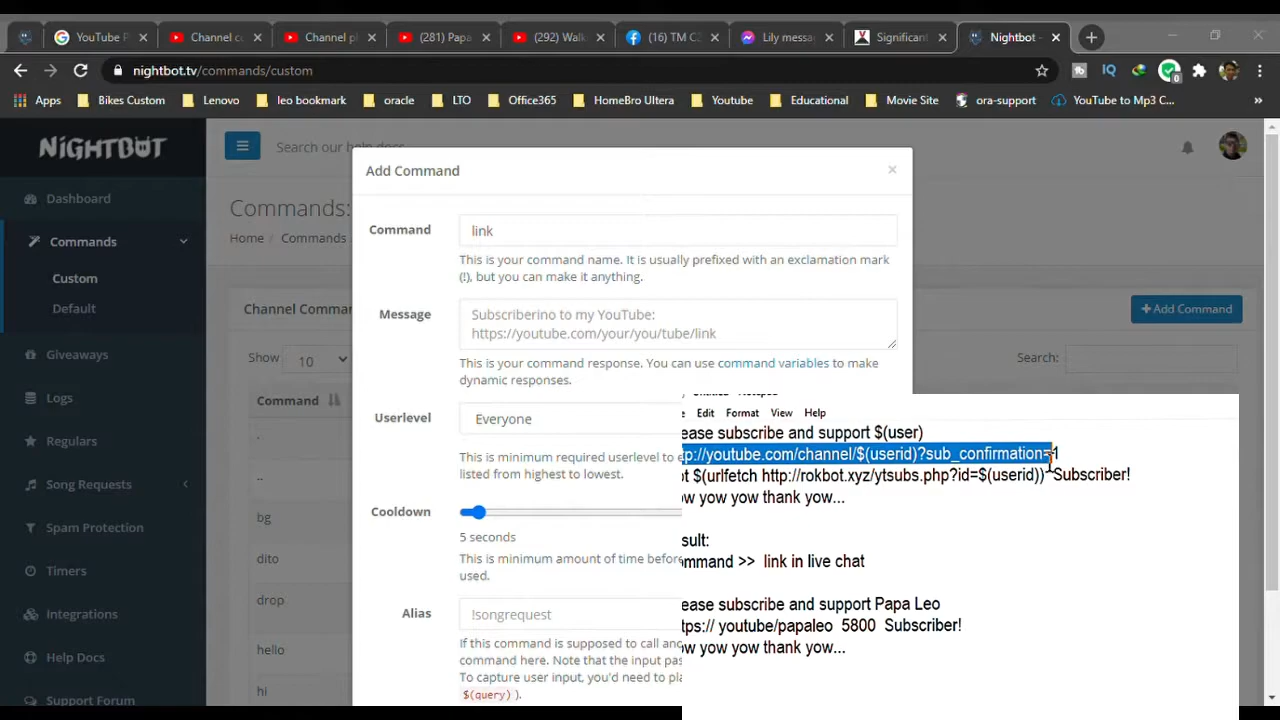 YouTube P
Channel c
Channel p
(281) Papa
(292) Walk
(16) TM C
Lily messa
Significant
Nightbot -
nightbot.tv/commands/custom
IQ
0
Apps
Bikes Custom
Lenovo
leo bookmark
oracle
LTO
Office365
HomeBro Ultera
Youtube
Educational
Movie Site
ora-support
YouTube to Mp3 C...
»
NIGHTBOT
Search our help docs
Dashboard
Commands
Custom
Default
Giveaways
Logs
Regulars
Song Requests
Spam Protection
Timers
Integrations
Help Docs
Support Forum
Commands:
Home
Commands
Channel Comma
+Add Command
Show
10
Search:
Command
.
..
bg
dito
drop
hello
hi
Add Command
×
Command
link
This is your command name. It is usually prefixed with an exclamation mark
(!), but you can make it anything.
Message
Subscriberino to my YouTube:
https://youtube.com/your/you/tube/link
This is your command response. You can use command variables to make
dynamic responses.
Userlevel
Everyone
This is minimum required userlevel to
listed from highest to lowest.
Cooldown
5 seconds
This is minimum amount of time before
used.
Alias
!songrequest
If this command is supposed to call
command here. Note that the input
To capture user input, you'd need to
$(query) ).
Edit
Format
View
Help
ease subscribe and support $(user)
p://youtube.com/channel/$(userid)?sub_confirmation=1
t $(urlfetch http://rokbot.xyz/ytsubs.php?id=$(userid)) Subscriber!
ow yow yow thank yow...
sult:
mmand >> link in live chat
ease subscribe and support Papa Leo
tps:// youtube/papaleo 5800 Subscriber!
ow yow yow thank yow...